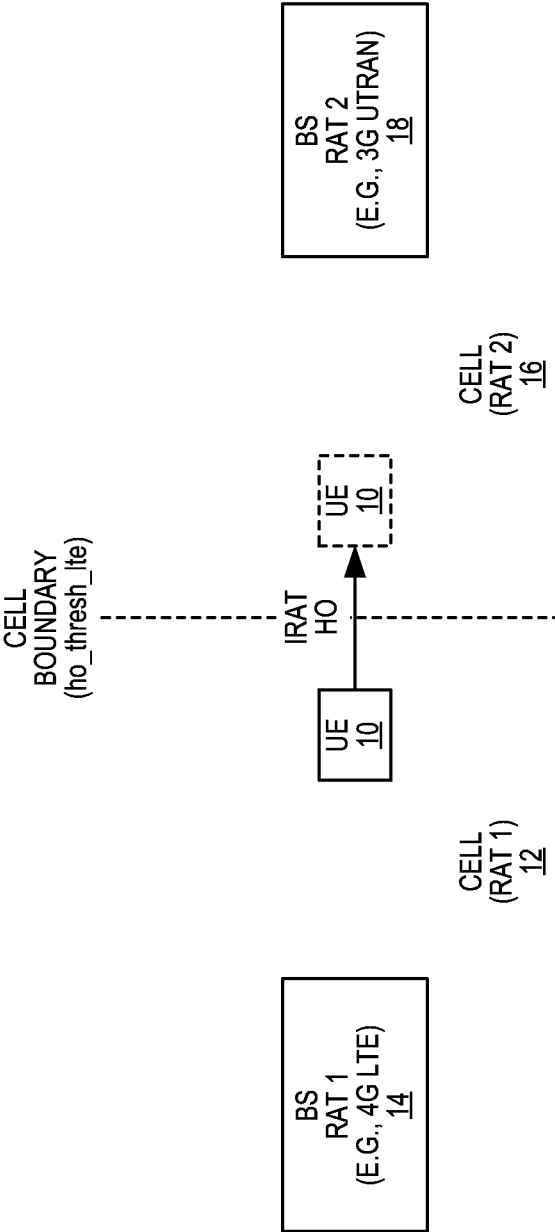 CELL
BOUNDARY
(ho_thresh_lte)
BS
RAT 1
(E.G., 4G LTE)
14
UE
10
IRAT
HO
UE
10
BS
RAT 2
(E.G., 3G UTRAN)
18
CELL
(RAT 1)
12
CELL
(RAT 2)
16